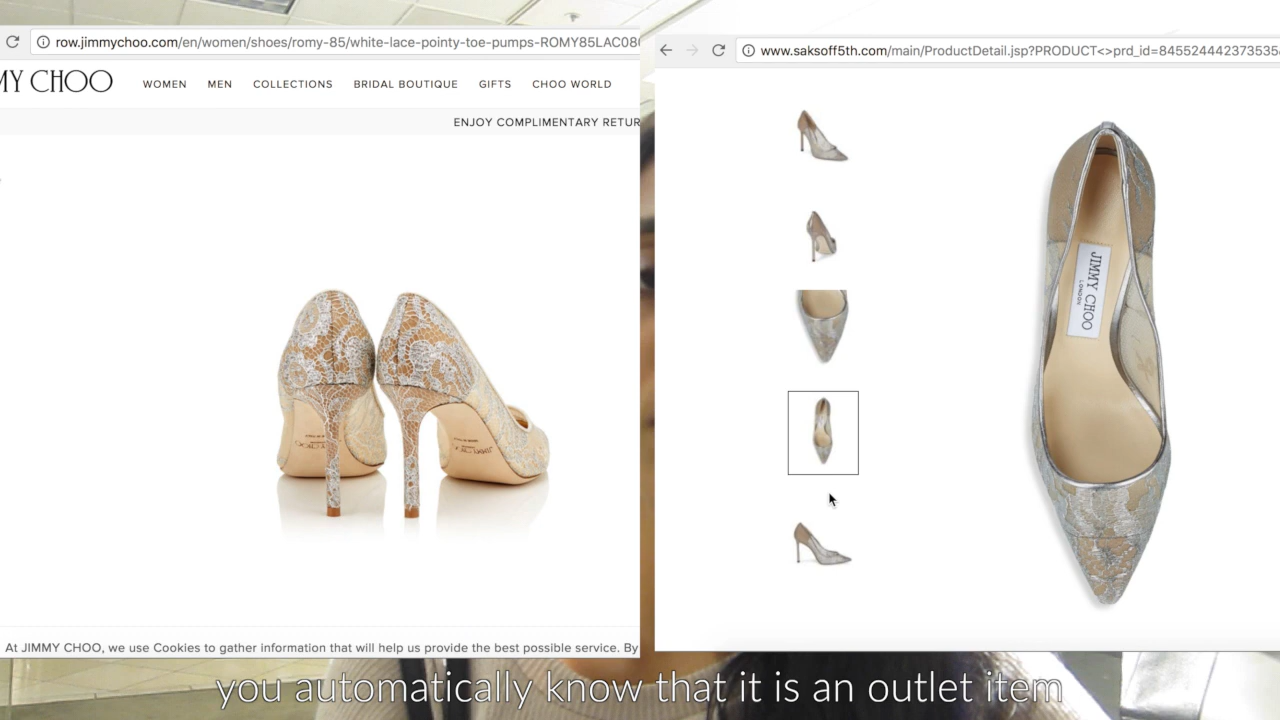 row.jimmychoo.com/en/women/shoes/romy-85/white-lace-pointy-toe-pumps-ROMY85LAC08
MY CHOO
WOMEN MEN COLLECTIONS BRIDAL BOUTIQUE GIFTS CHOO WORLD
ENJOY COMPLIMENTARY RETUR
At JIMMY CHOO, we use Cookies to gather information that will help us provide the best possible service. By
www.saksoff5th.com/main/ProductDetail.jsp?PRODUCT<>prd_id=845524442373535
JIMMY CHOO
LONDON
you automatically know that it is an outlet item